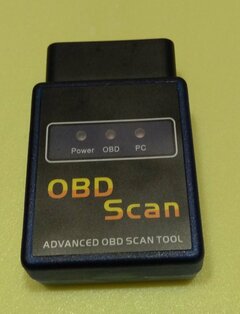 Power OBD PC
OBD
Scan
ADVANCED OBD SCAN TOOL